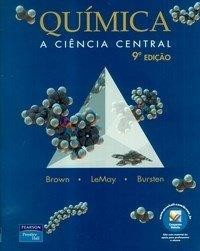 QUÍMICA
A CIÊNCIA CENTRAL
9ª EDIÇÃO
Brown LeMay Bursten
PEARSON
Prentice
Hall